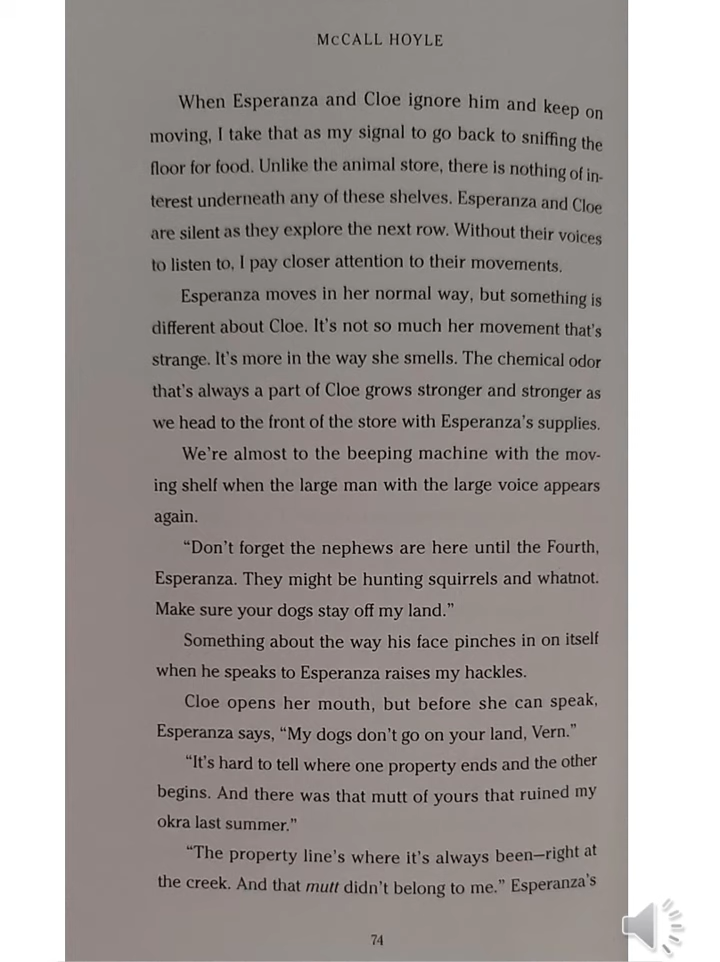 McCALL HOYLE
When Esperanza and Cloe ignore him and keep on
moving, I take that as my signal to go back to sniffing the
floor for food. Unlike the animal store, there is nothing of in-
terest underneath any of these shelves. Esperanza and Cloe
are silent as they explore the next row. Without their voices
to listen to, I pay closer attention to their movements.
Esperanza moves in her normal way, but something is
different about Cloe. It's not so much her movement that's
strange. It's more in the way she smells. The chemical odor
that's always a part of Cloe grows stronger and stronger as
we head to the front of the store with Esperanza's supplies.
We're almost to the beeping machine with the mov-
ing shelf when the large man with the large voice appears
again.
“Don't forget the nephews are here until the Fourth,
Esperanza. They might be hunting squirrels and whatnot.
Make sure your dogs stay off my land.”
Something about the way his face pinches in on itself
when he speaks to Esperanza raises my hackles.
Cloe opens her mouth, but before she can speak,
Esperanza says, “My dogs don't go on your land, Vern.”
“It's hard to tell where one property ends and the other
begins. And there was that mutt of yours that ruined my
okra last summer.”
“The property line's where it's always been—right at
the creek. And that mutt didn't belong to me.” Esperanza's
74